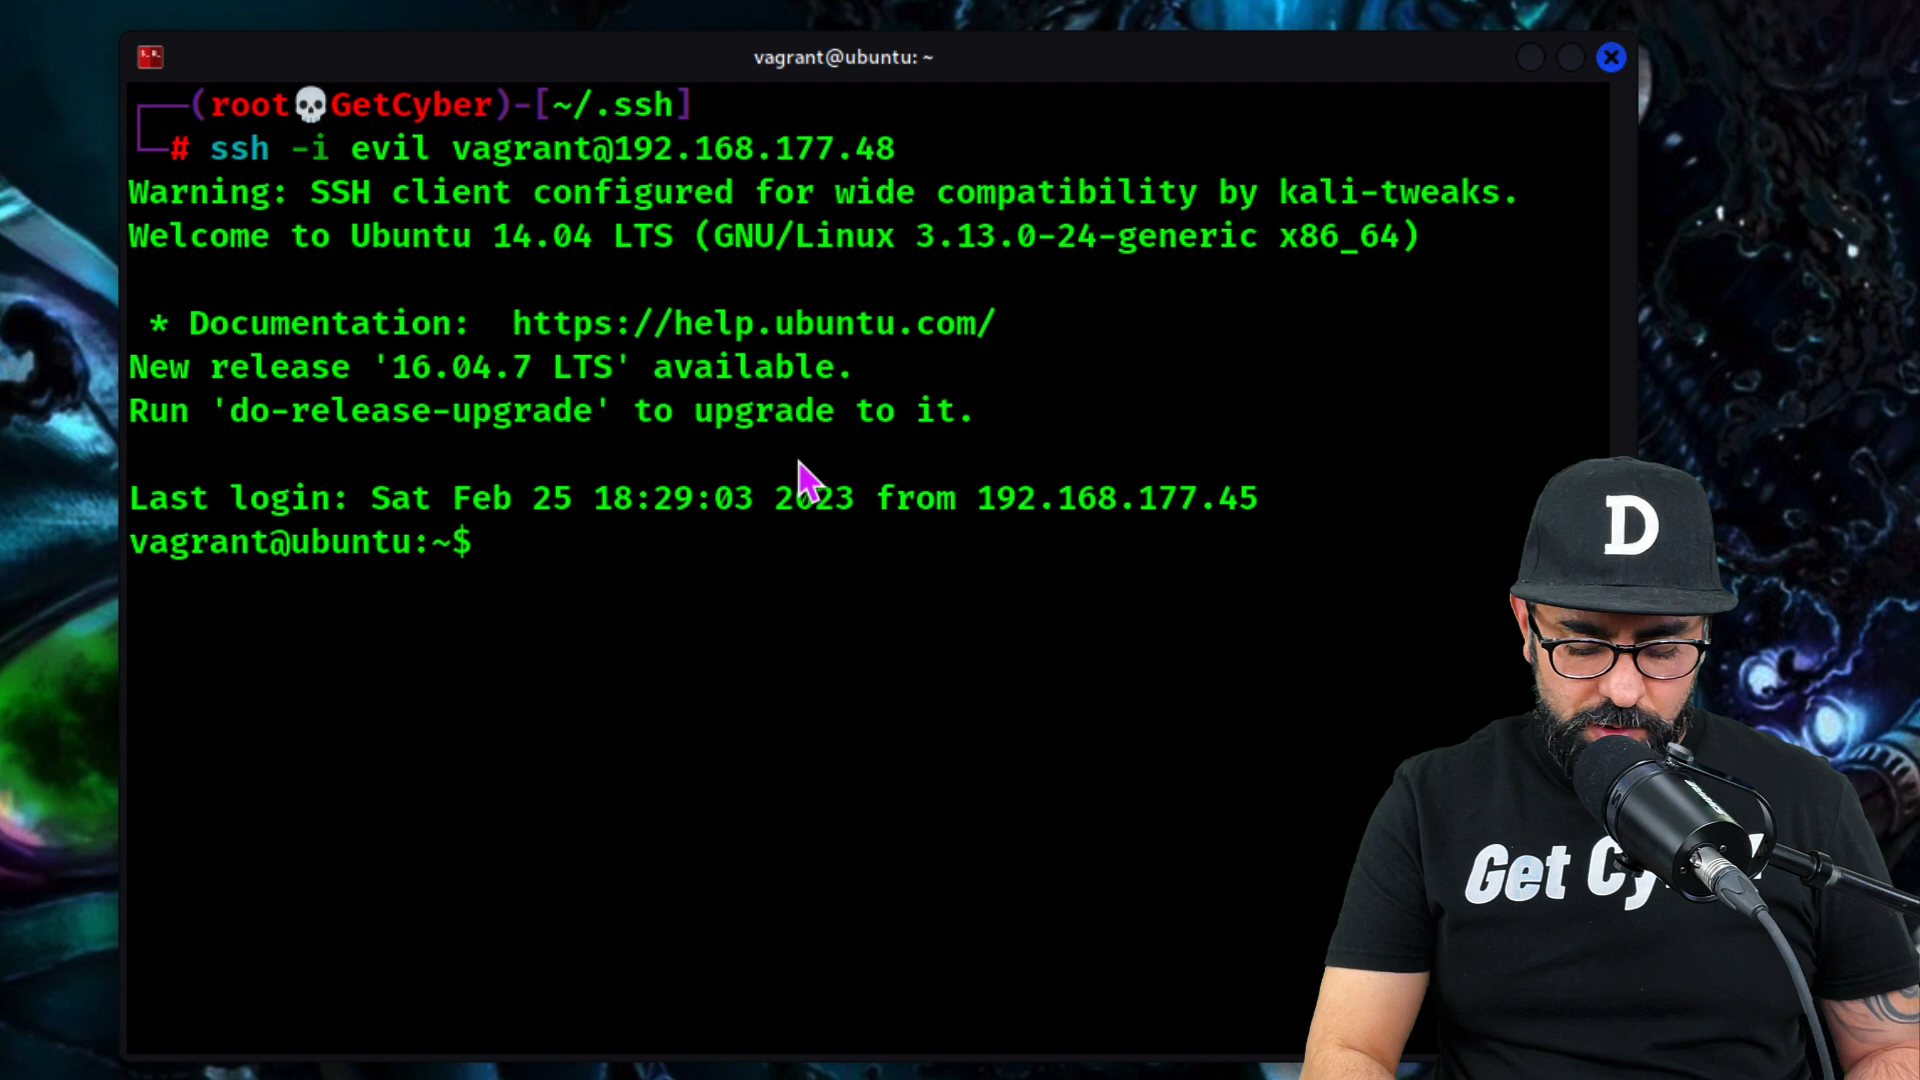 vagrant@ubuntu: ~
┌──(root💀GetCyber)-[~/.ssh]
└─# ssh -i evil vagrant@192.168.177.48
Warning: SSH client configured for wide compatibility by kali-tweaks.
Welcome to Ubuntu 14.04 LTS (GNU/Linux 3.13.0-24-generic x86_64)
* Documentation:  https://help.ubuntu.com/
New release '16.04.7 LTS' available.
Run 'do-release-upgrade' to upgrade to it.
Last login: Sat Feb 25 18:29:03 2023 from 192.168.177.45
vagrant@ubuntu:~$
D
Get Cy